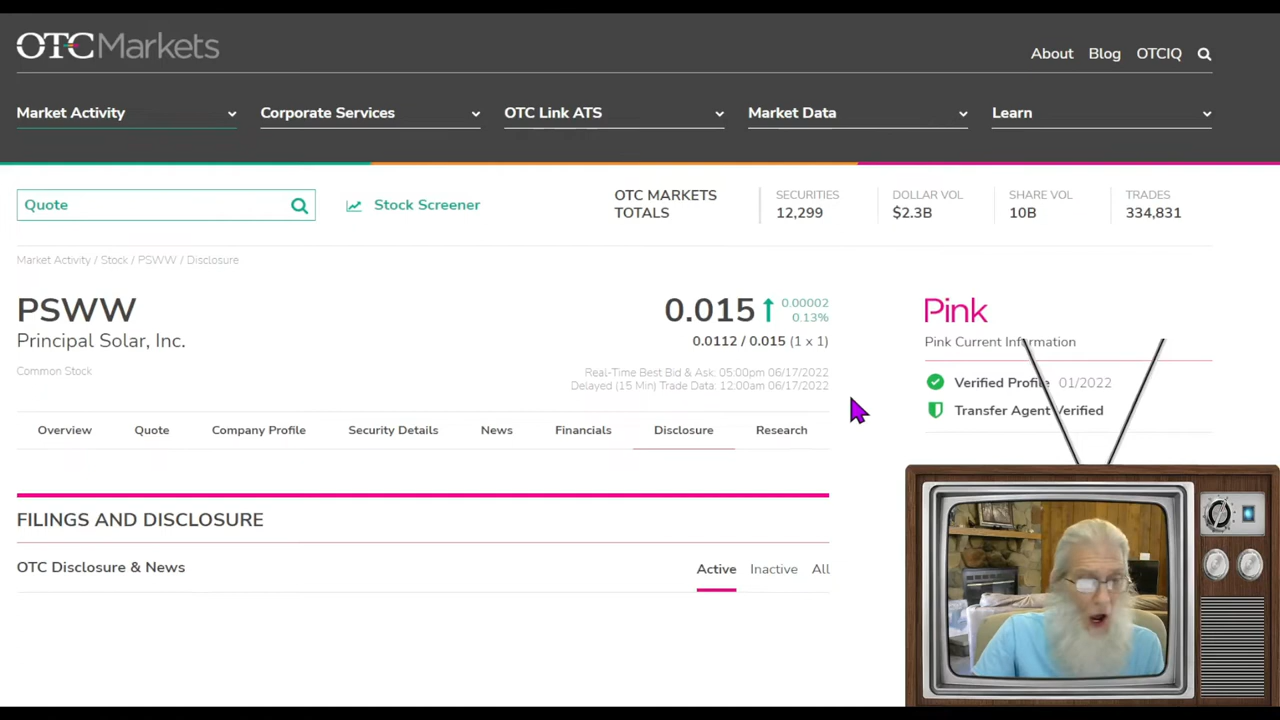 OTCMarkets
About Blog OTCIQ
Market Activity Corporate Services OTC Link ATS Market Data Learn
Quote
Stock Screener
OTC MARKETS
TOTALS
SECURITIES
12,299
DOLLAR VOL
$2.3B
SHARE VOL
10B
TRADES
334,831
Market Activity / Stock / PSWW / Disclosure
PSWW
Principal Solar, Inc.
Common Stock
0.015
0.00002
0.13%
0.0112 / 0.015 (1 x 1)
Real-Time Best Bid & Ask: 05:00pm 06/17/2022
Delayed (15 Min) Trade Data: 12:00am 06/17/2022
Pink
Pink Current Information
Verified Profile 01/2022
Transfer Agent Verified
Overview Quote Company Profile Security Details News Financials Disclosure Research
FILINGS AND DISCLOSURE
OTC Disclosure & News
Active Inactive All